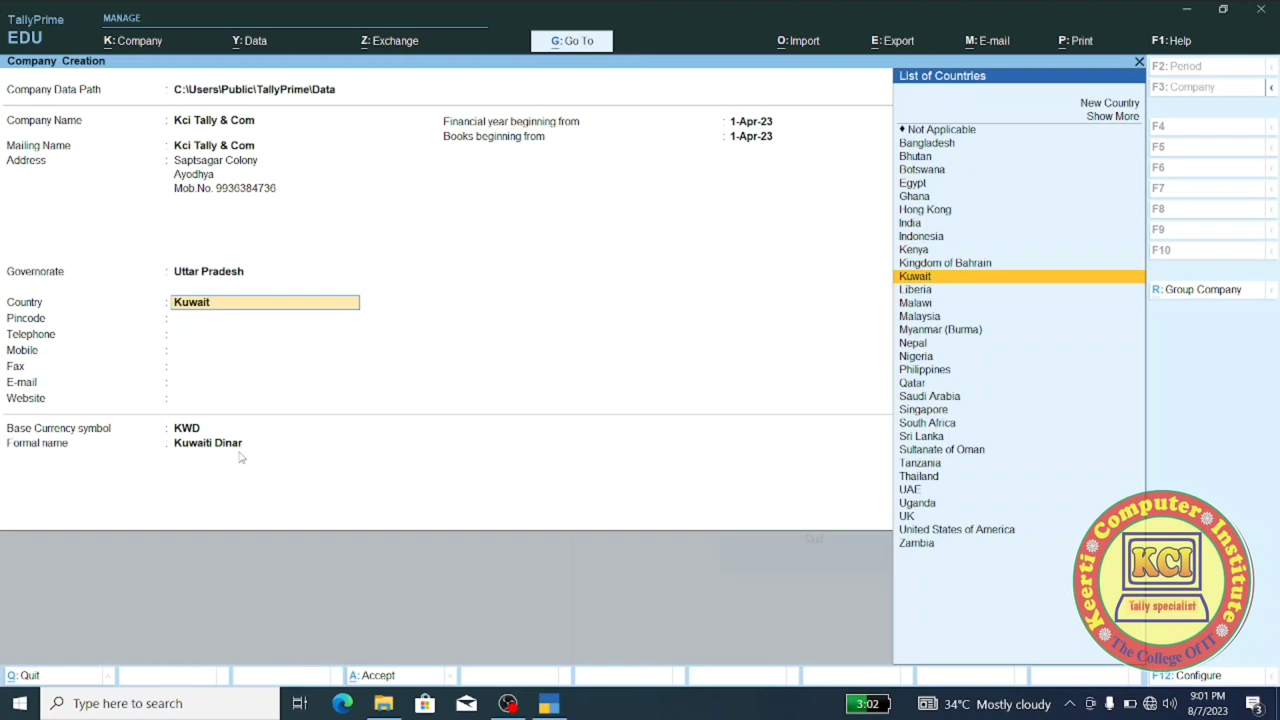 TallyPrime
EDU
MANAGE
K: Company
Y: Data
Z: Exchange
G: Go To
O: Import
E: Export
M: E-mail
P: Print
F1: Help
Company Creation
Company Data Path : C:\Users\Public\TallyPrime\Data
Company Name : Kci Tally & Com
Financial year beginning from : 1-Apr-23
Books beginning from : 1-Apr-23
Mailing Name : Kci Tally & Com
Address : Saptsagar Colony
Ayodhya
Mob.No. 9936384736
Governorate : Uttar Pradesh
Country : Kuwait
Pincode :
Telephone :
Mobile :
Fax :
E-mail :
Website :
Base Currency symbol : KWD
Formal name : Kuwaiti Dinar
Quit
List of Countries
New Country
Show More
♦ Not Applicable
Bangladesh
Bhutan
Botswana
Egypt
Ghana
Hong Kong
India
Indonesia
Kenya
Kingdom of Bahrain
Kuwait
Liberia
Malawi
Malaysia
Myanmar (Burma)
Nepal
Nigeria
Philippines
Qatar
Saudi Arabia
Singapore
South Africa
Sri Lanka
Sultanate of Oman
Tanzania
Thailand
UAE
Uganda
UK
United States of America
Zambia
F2: Period
F3: Company
F4
F5
F6
F7
F8
F9
F10
R: Group Company
Keerti Computer Institute
KCI
Tally specialist
The College Of IT
Q: Quit
A: Accept
F12: Configure
Type here to search
3:02
34°C Mostly cloudy
9:01 PM
8/7/2023
3